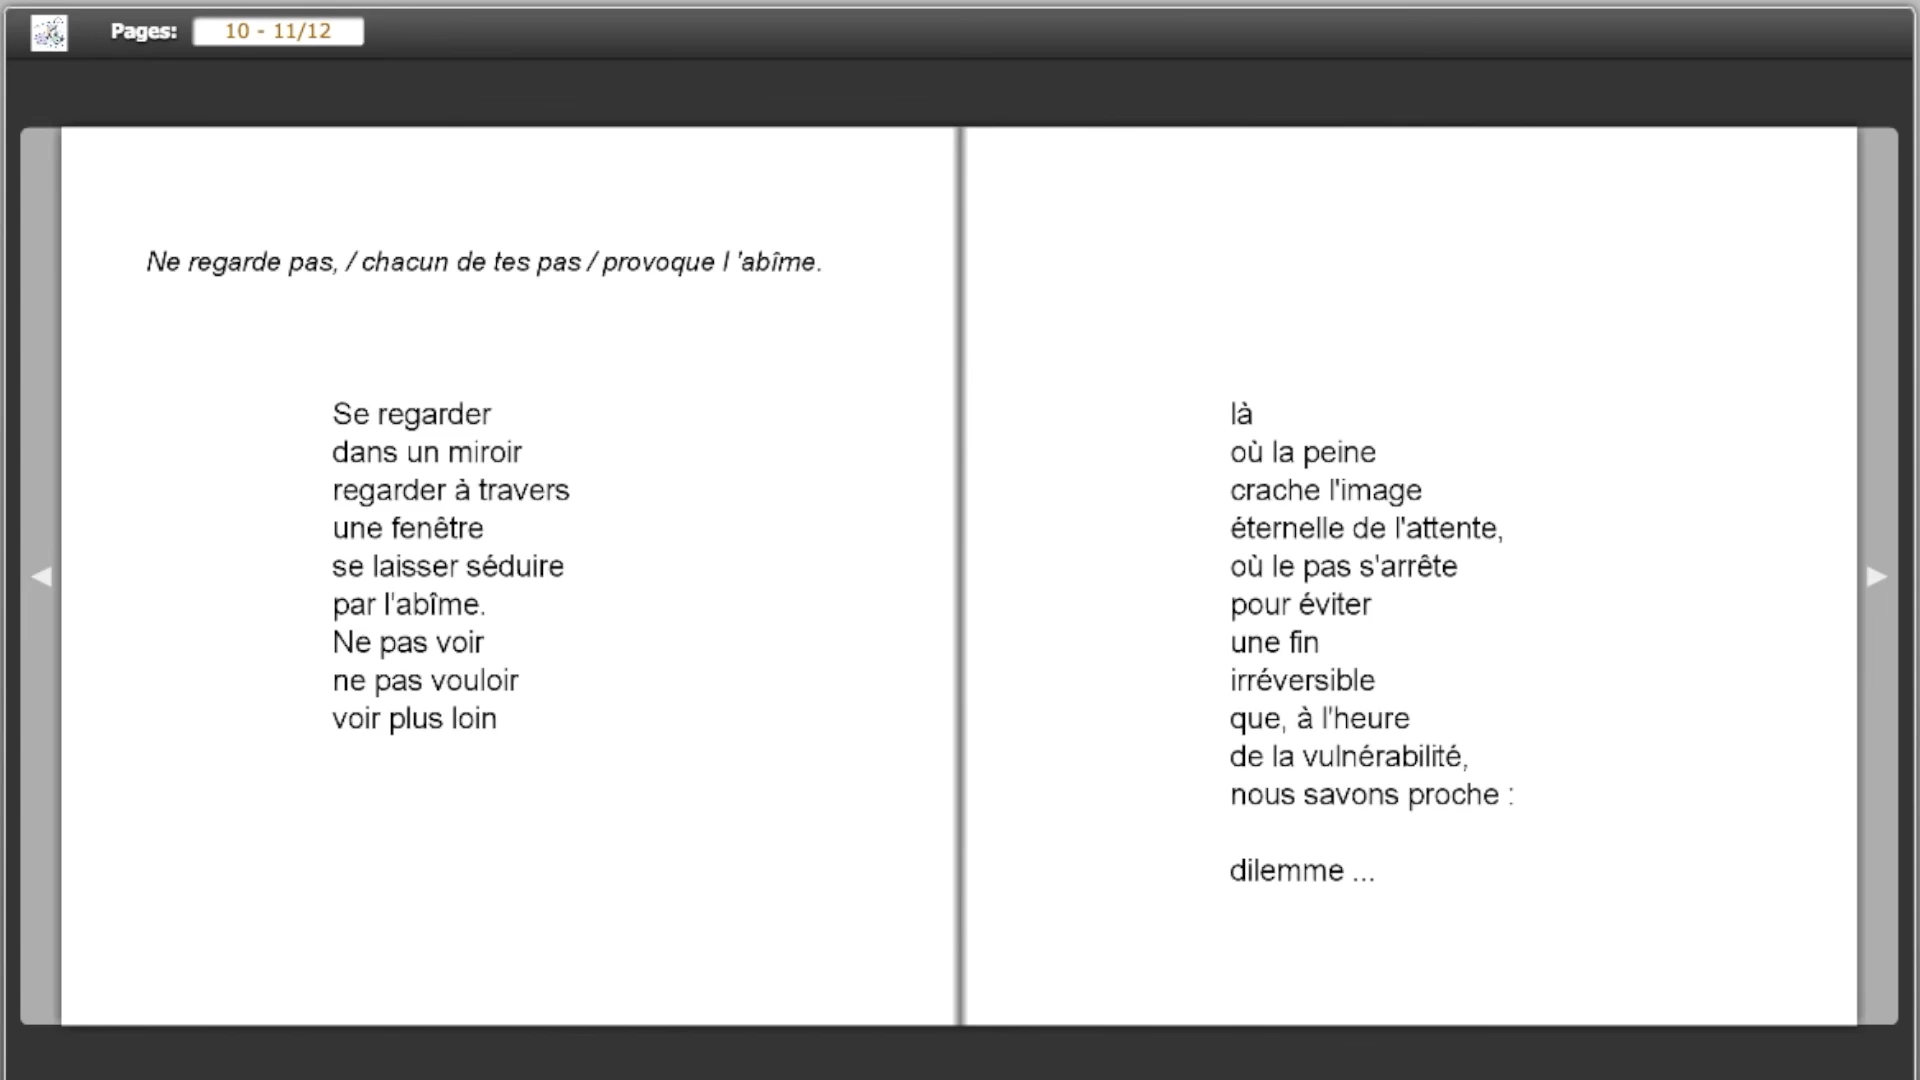 Pages: 10 - 11/12
Ne regarde pas, / chacun de tes pas / provoque l 'abîme.
Se regarder
dans un miroir
regarder à travers
une fenêtre
se laisser séduire
par l'abîme.
Ne pas voir
ne pas vouloir
voir plus loin
là
où la peine
crache l'image
éternelle de l'attente,
où le pas s'arrête
pour éviter
une fin
irréversible
que, à l'heure
de la vulnérabilité,
nous savons proche :
dilemme ...